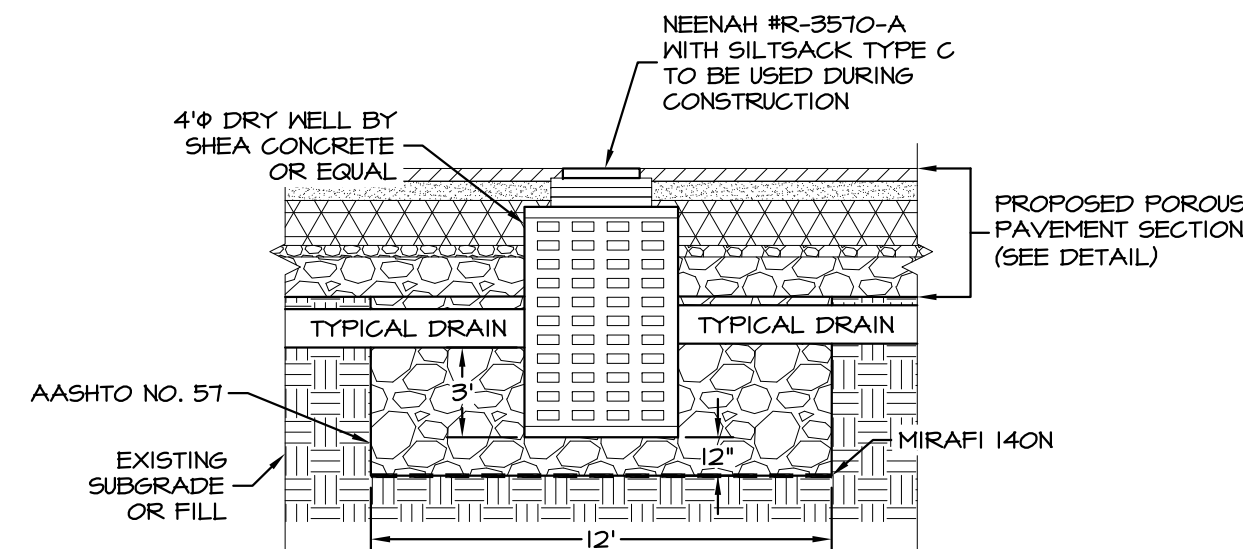 NEENAH #R-3570-A
WITH SILTSACK TYPE C
TO BE USED DURING
CONSTRUCTION
4'Φ DRY WELL BY
SHEA CONCRETE
OR EQUAL
PROPOSED POROUS
PAVEMENT SECTION
(SEE DETAIL)
TYPICAL DRAIN
TYPICAL DRAIN
AASHTO NO. 57
3'
12"
MIRAFI 140N
EXISTING
SUBGRADE
OR FILL
12'